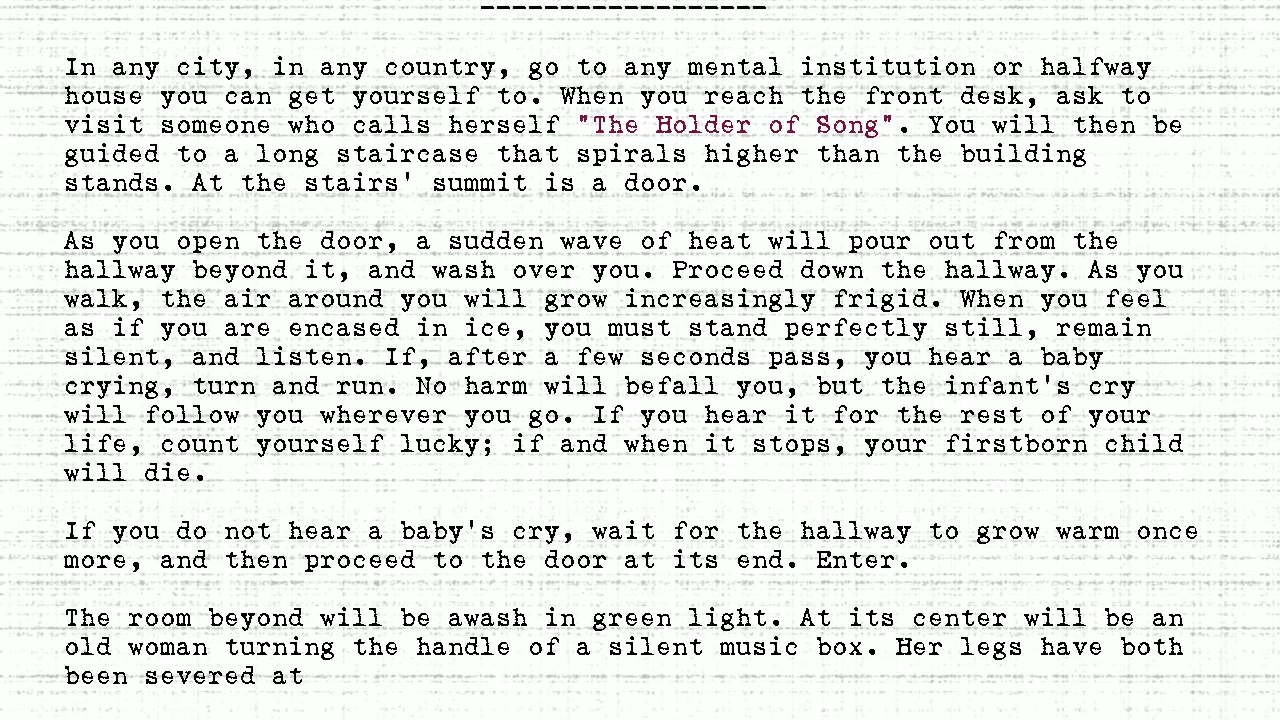 ------------------
In any city, in any country, go to any mental institution or halfway
house you can get yourself to. When you reach the front desk, ask to
visit someone who calls herself "The Holder of Song". You will then be
guided to a long staircase that spirals higher than the building
stands. At the stairs' summit is a door.
As you open the door, a sudden wave of heat will pour out from the
hallway beyond it, and wash over you. Proceed down the hallway. As you
walk, the air around you will grow increasingly frigid. When you feel
as if you are encased in ice, you must stand perfectly still, remain
silent, and listen. If, after a few seconds pass, you hear a baby
crying, turn and run. No harm will befall you, but the infant's cry
will follow you wherever you go. If you hear it for the rest of your
life, count yourself lucky; if and when it stops, your firstborn child
will die.
If you do not hear a baby's cry, wait for the hallway to grow warm once
more, and then proceed to the door at its end. Enter.
The room beyond will be awash in green light. At its center will be an
old woman turning the handle of a silent music box. Her legs have both
been severed at